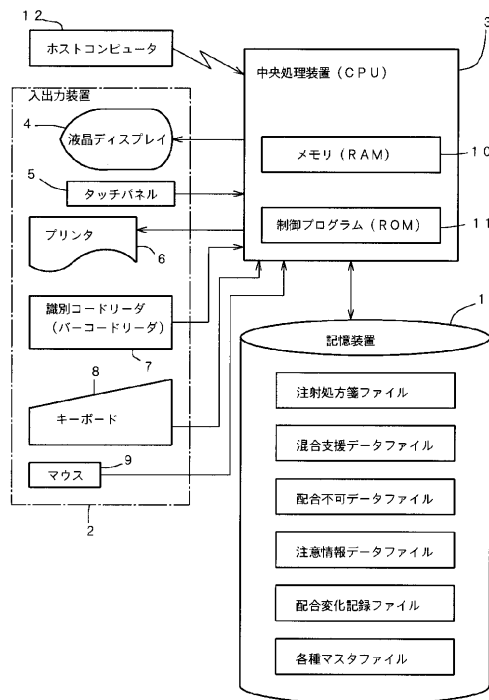 12
ホストコンピュータ
入出力装置
4
液晶ディスプレイ
5
タッチパネル
プリンタ
6
識別コードリーダ
(バーコードリーダ)
7
8
キーボード
マウス
9
2
3
中央処理装置(CPU)
メモリ(RAM)
10
制御プログラム(ROM)
11
1
記憶装置
注射処方箋ファイル
混合支援データファイル
配合不可データファイル
注意情報データファイル
配合変化記録ファイル
各種マスタファイル